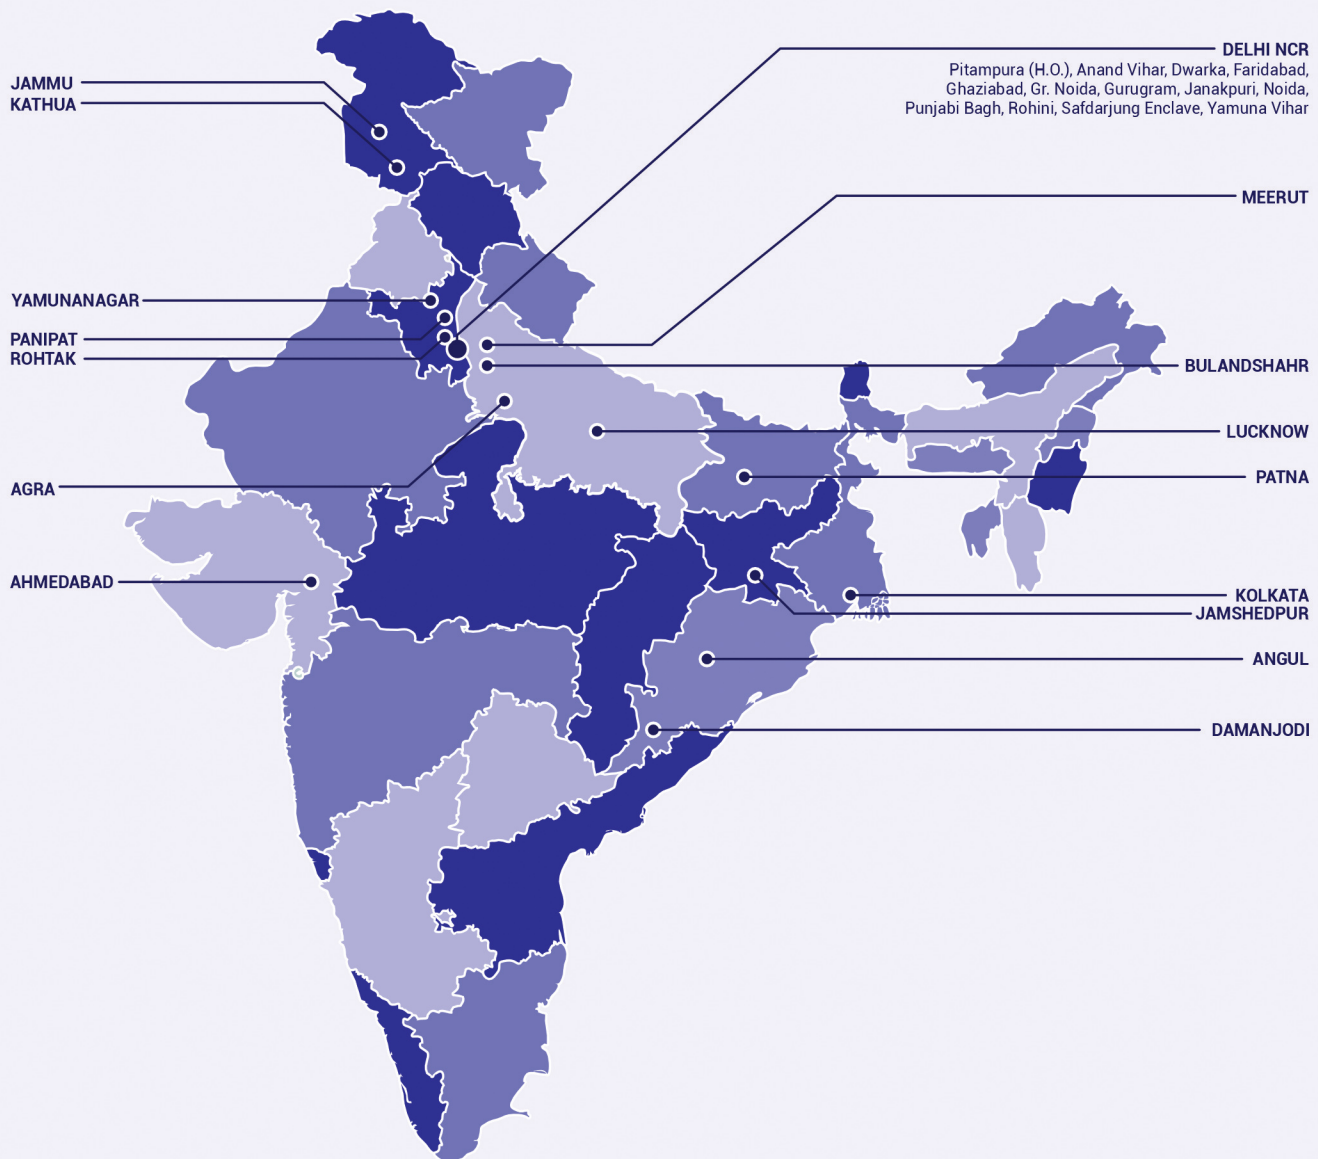 DELHI NCR
Pitampura (H.O.), Anand Vihar, Dwarka, Faridabad,
Ghaziabad, Gr. Noida, Gurugram, Janakpuri, Noida,
Punjabi Bagh, Rohini, Safdarjung Enclave, Yamuna Vihar
JAMMU
KATHUA
MEERUT
YAMUNANAGAR
PANIPAT
ROHTAK
BULANDSHAHR
LUCKNOW
PATNA
AGRA
AHMEDABAD
KOLKATA
JAMSHEDPUR
ANGUL
DAMANJODI